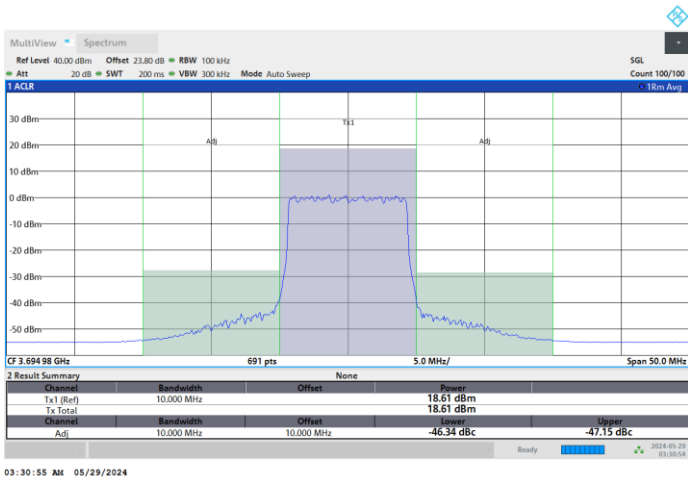 MultiView Spectrum
Ref Level 40.00 dBm Offset 23.80 dB RBW 100 kHz SGL
Att 20 dB SWT 200 ms VBW 300 kHz Mode Auto Sweep Count 100/100
1 ACLR 1Rm Avg
30 dBm
Tx1
20 dBm
Adj Adj
10 dBm
0 dBm
-10 dBm
-20 dBm
-30 dBm
-40 dBm
-50 dBm
CF 3.694 98 GHz 691 pts 5.0 MHz/ Span 50.0 MHz
2 Result Summary None
Channel Bandwidth Offset Power
Tx1 (Ref) 10.000 MHz 18.61 dBm
Tx Total 18.61 dBm
Channel Bandwidth Offset Lower Upper
Adj 10.000 MHz 10.000 MHz -46.34 dBc -47.15 dBc
Ready 2024-05-29
03:30:54
03:30:55 AM 05/29/2024